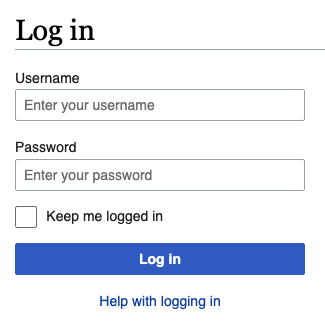 Log in
Username
Enter your username
Password
Enter your password
Keep me logged in
Log in
Help with logging in